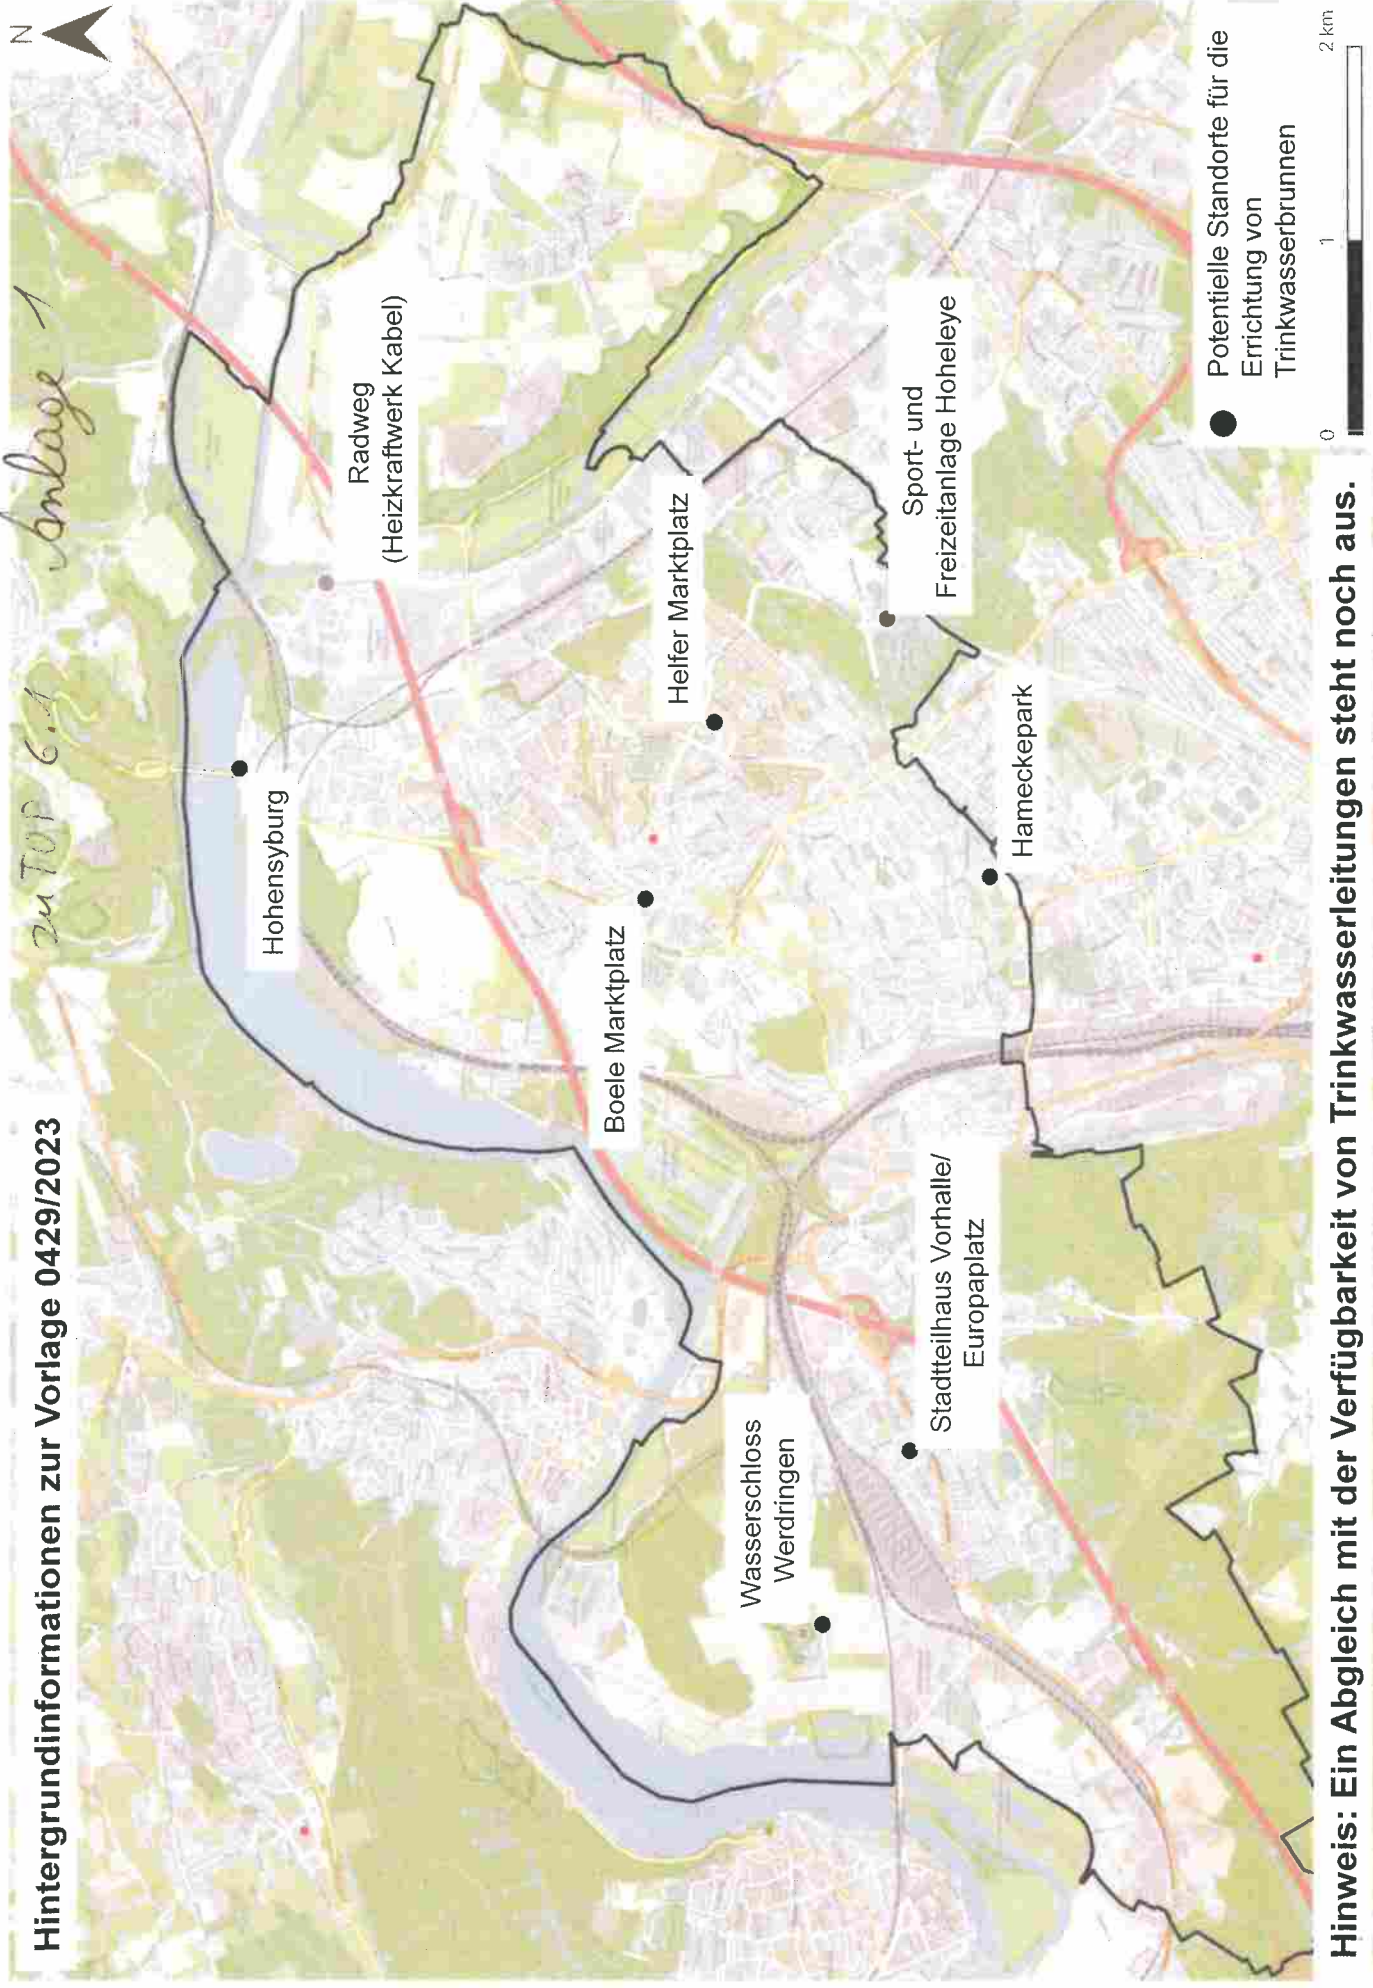 Hintergrundinformationen zur Vorlage 0429/2023
zu TOP 6.1
Anlage 1
N
Hohensyburg
Radweg
(Heizkraftwerk Kabel)
Boele Marktplatz
Helfer Marktplatz
Wasserschloss
Werdringen
Stadtteilhaus Vorhalle/
Europaplatz
Sport- und
Freizeitanlage Hoheleye
Hameckepark
Potentielle Standorte für die
Errichtung von
Trinkwasserbrunnen
0 1 2 km
Hinweis: Ein Abgleich mit der Verfügbarkeit von Trinkwasserleitungen steht noch aus.